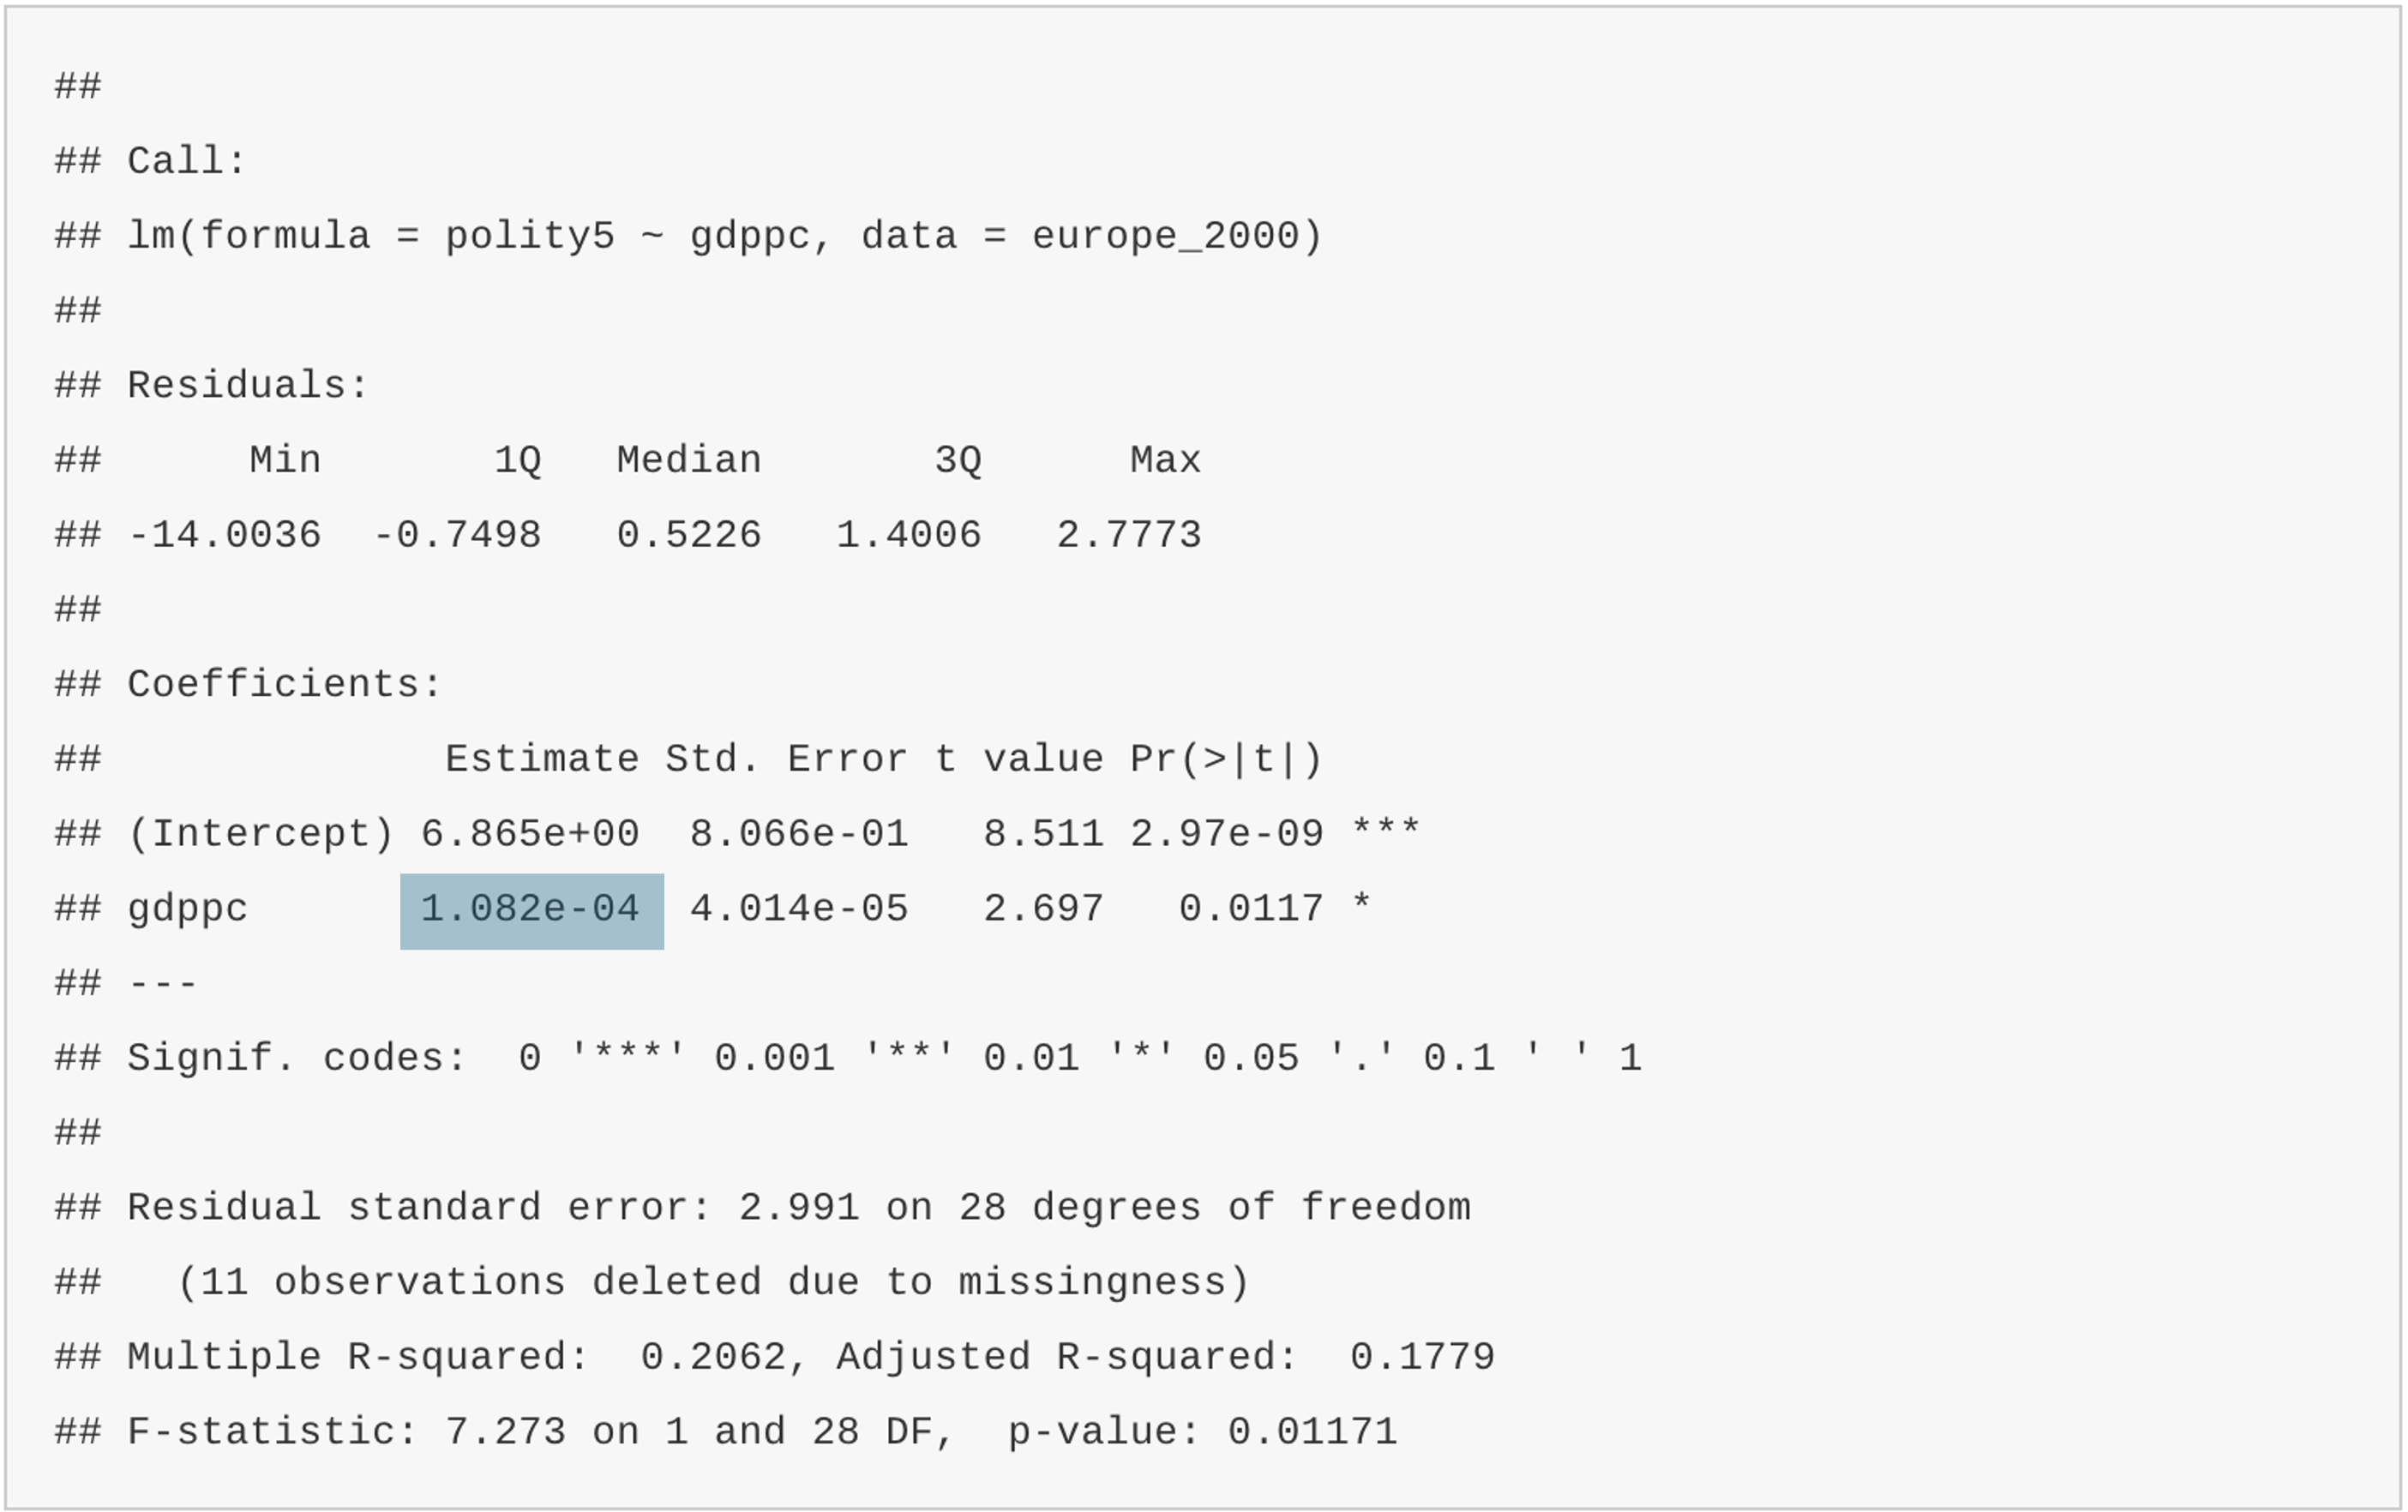 ##
## Call:
## lm(formula = polity5 ~ gdppc, data = europe_2000)
##
## Residuals:
##      Min       1Q   Median       3Q      Max
## -14.0036  -0.7498   0.5226   1.4006   2.7773
##
## Coefficients:
##              Estimate Std. Error t value Pr(>|t|)
## (Intercept) 6.865e+00  8.066e-01   8.511 2.97e-09 ***
## gdppc       1.082e-04  4.014e-05   2.697   0.0117 *
## ---
## Signif. codes:  0 '***' 0.001 '**' 0.01 '*' 0.05 '.' 0.1 ' ' 1
##
## Residual standard error: 2.991 on 28 degrees of freedom
##   (11 observations deleted due to missingness)
## Multiple R-squared:  0.2062, Adjusted R-squared:  0.1779
## F-statistic: 7.273 on 1 and 28 DF,  p-value: 0.01171